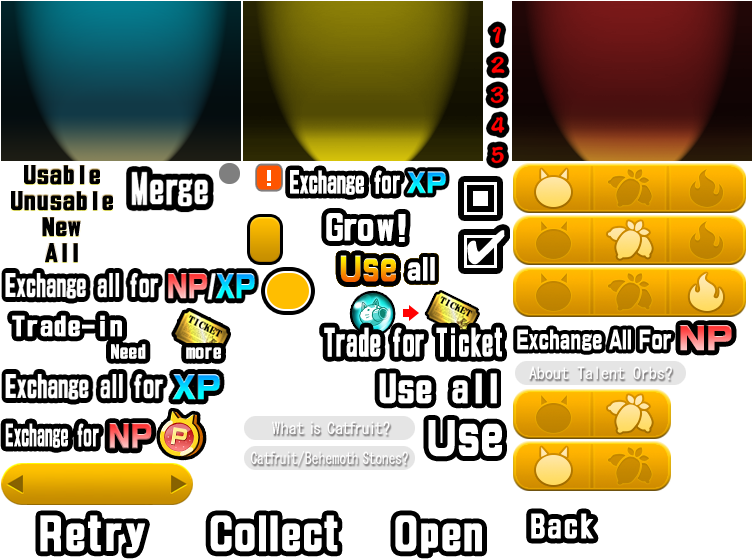 1
2
3
4
5
Usable
Unusable
New
All
Merge
! Exchange for XP
Grow!
Use all
Exchange all for NP/XP
Trade-in
Need
TICKET
more
TICKET
Trade for Ticket
Exchange All For NP
About Talent Orbs?
Exchange all for XP
Use all
Exchange for NP
P
What is Catfruit?
Catfruit/Behemoth Stones?
Use
Retry
Collect
Open
Back